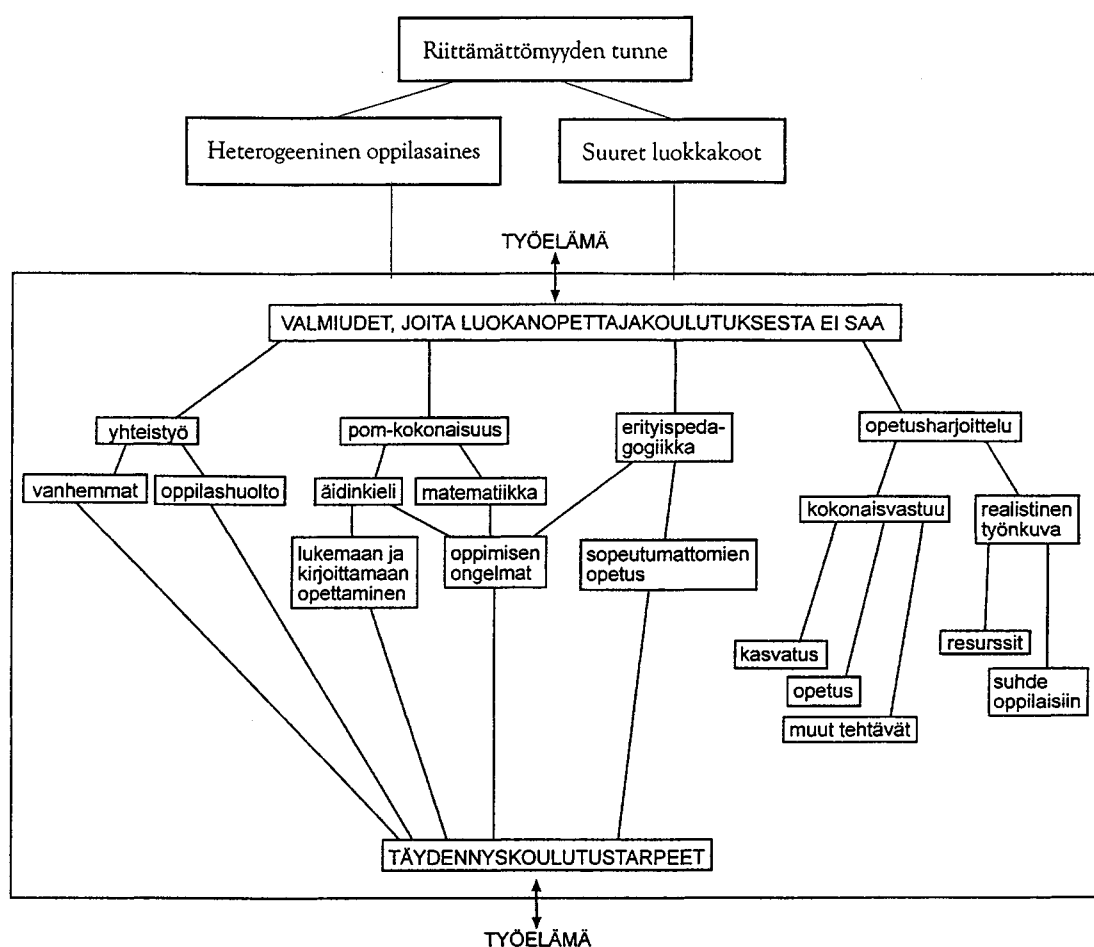 Riittämättömyyden tunne
Heterogeeninen oppilasaines
Suuret luokkakoot
TYÖELÄMÄ
VALMIUDET, JOITA LUOKANOPETTAJAKOULUTUKSESTA EI SAA
yhteistyö
pom-kokonaisuus
erityispeda-
gogiikka
opetusharjoittelu
vanhemmat
oppilashuolto
äidinkieli
matematiikka
kokonaisvastuu
realistinen
työnkuva
lukemaan ja
kirjoittamaan
opettaminen
oppimisen
ongelmat
sopeutumattomien
opetus
kasvatus
opetus
muut tehtävät
resurssit
suhde
oppilaisiin
TÄYDENNYSKOULUTUSTARPEET
TYÖELÄMÄ